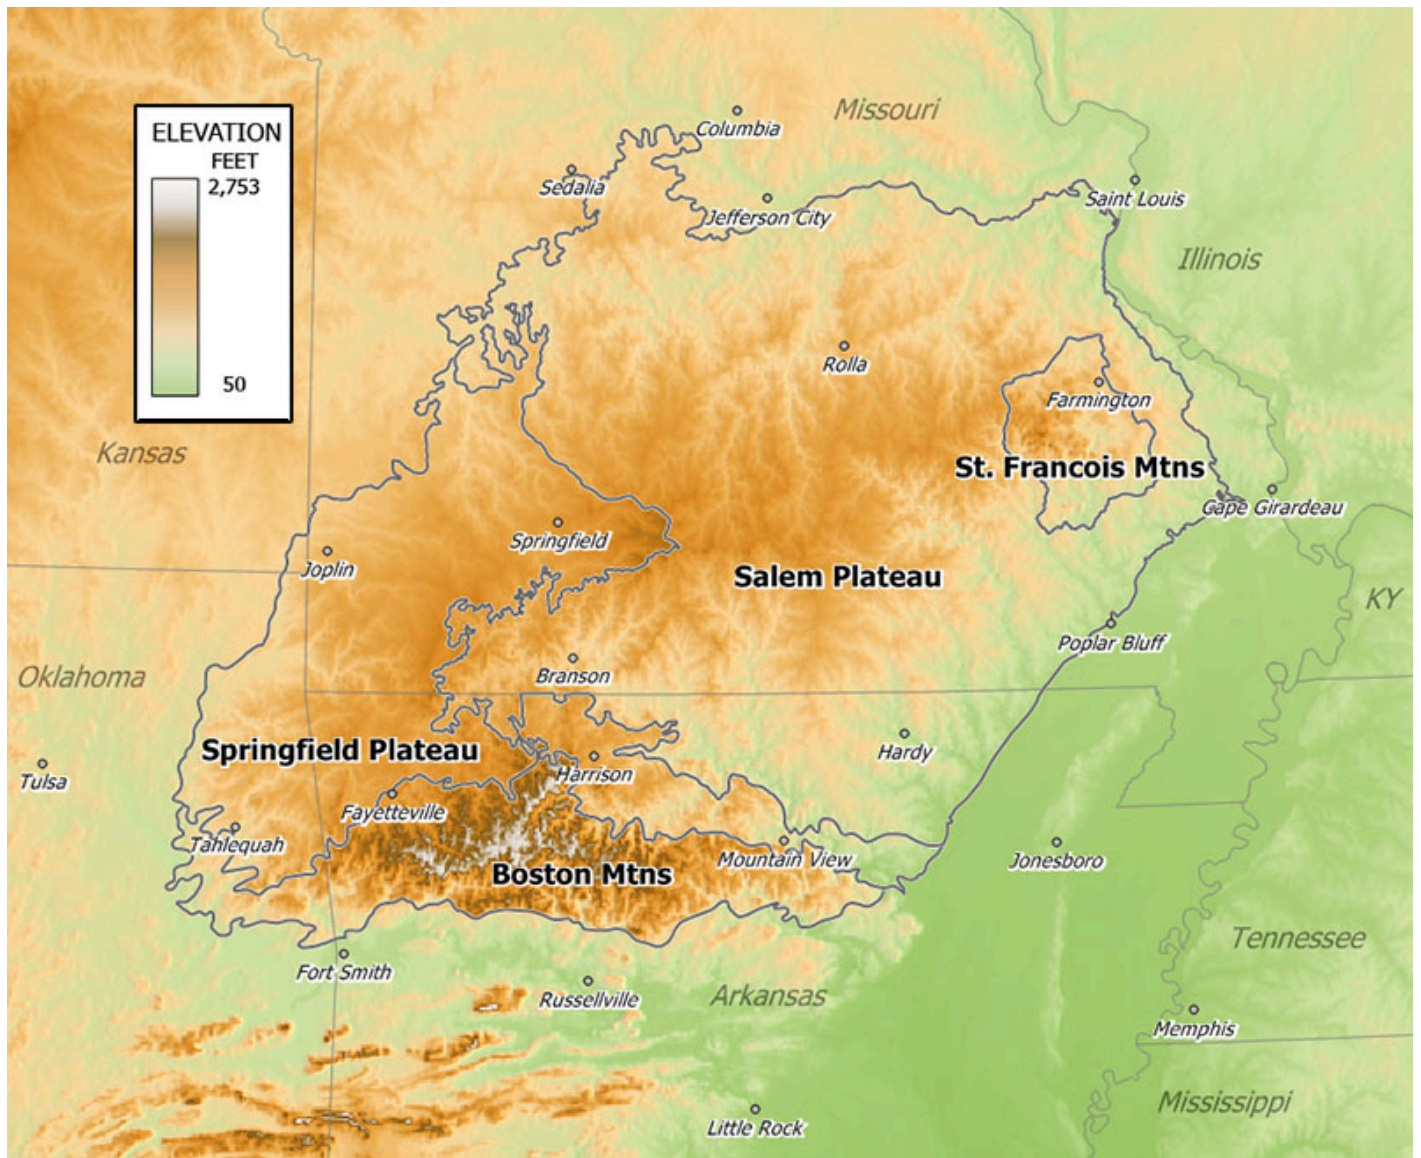 Missouri
Columbia
ELEVATION
FEET
2,753
50
Sedalia
Jefferson City
Saint Louis
Illinois
Rolla
Farmington
Kansas
St. Francois Mtns
Cape Girardeau
Springfield
Joplin
Salem Plateau
KY
Poplar Bluff
Oklahoma
Branson
Springfield Plateau
Hardy
Tulsa
Harrison
Fayetteville
Tahlequah
Mountain View
Jonesboro
Boston Mtns
Tennessee
Fort Smith
Russellville
Arkansas
Memphis
Mississippi
Little Rock